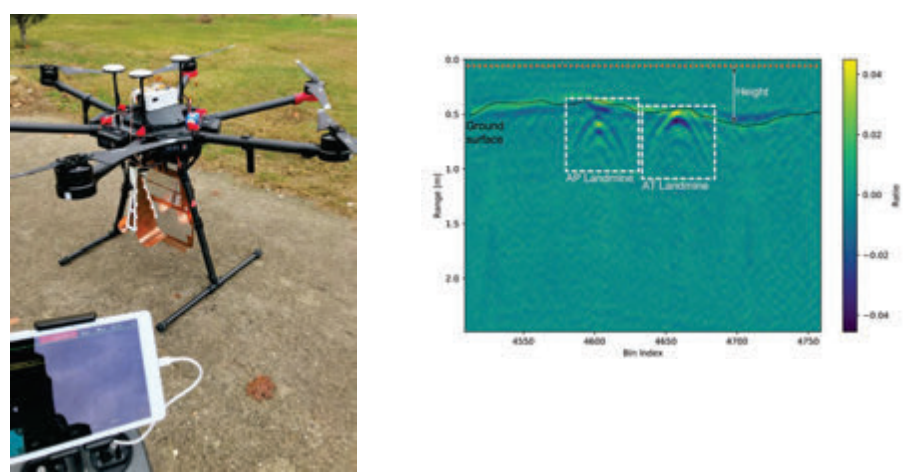 0.0
0.5
1.0
1.5
2.0
Range [m]
Height
Ground
surface
AP Landmine
AT Landmine
4550
4600
4650
4700
4750
Bin Index
0.04
0.02
0.00
−0.02
−0.04
Ratio